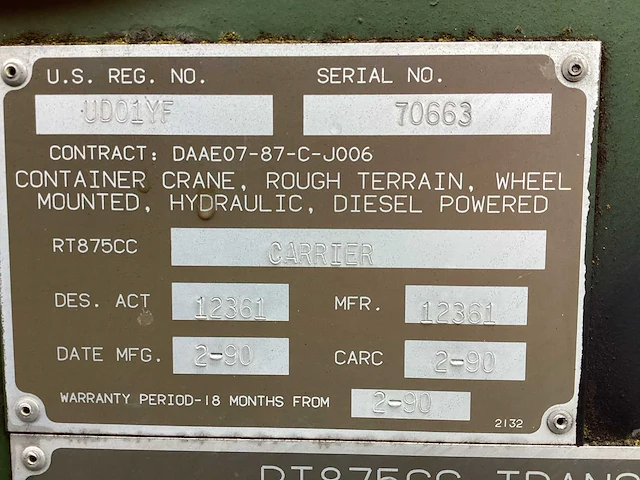 U.S. REG. NO. SERIAL NO.
UD01YF 70663
CONTRACT: DAAE07-87-C-J006
CONTAINER CRANE, ROUGH TERRAIN, WHEEL
MOUNTED, HYDRAULIC, DIESEL POWERED
RT875CC CARRIER
DES. ACT 12361 MFR. 12361
DATE MFG. 2-90 CARC 2-90
WARRANTY PERIOD-18 MONTHS FROM 2-90
2132
RT875CC TRANS